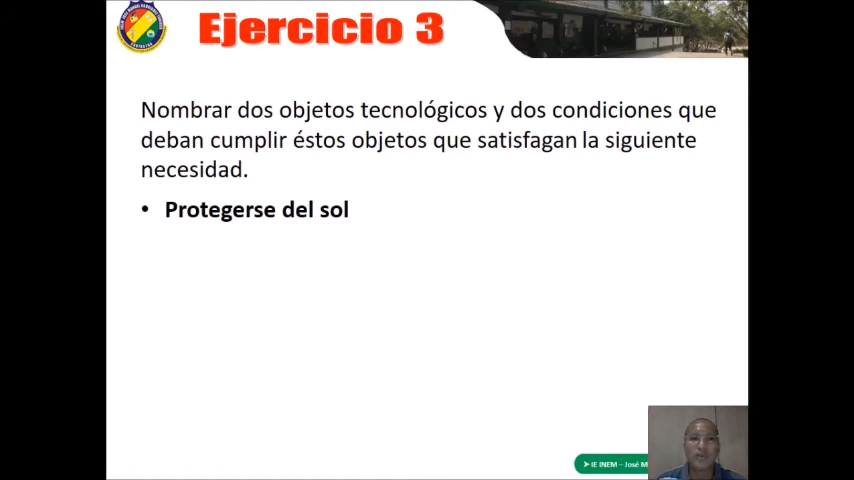 Ejercicio 3
Nombrar dos objetos tecnológicos y dos condiciones que
deban cumplir éstos objetos que satisfagan la siguiente
necesidad.
• Protegerse del sol
➤ IE INEM – José M